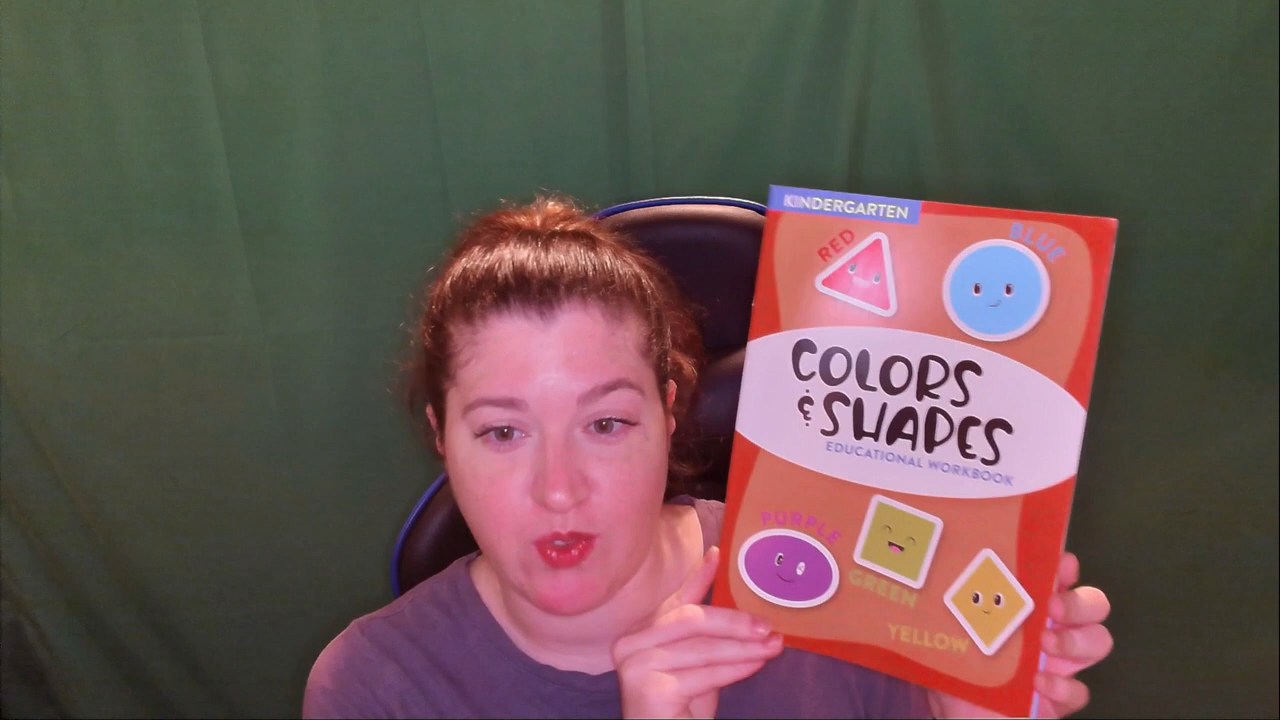 KINDERGARTEN
RED
BLUE
COLORS
& SHAPES
EDUCATIONAL WORKBOOK
PURPLE
GREEN
YELLOW